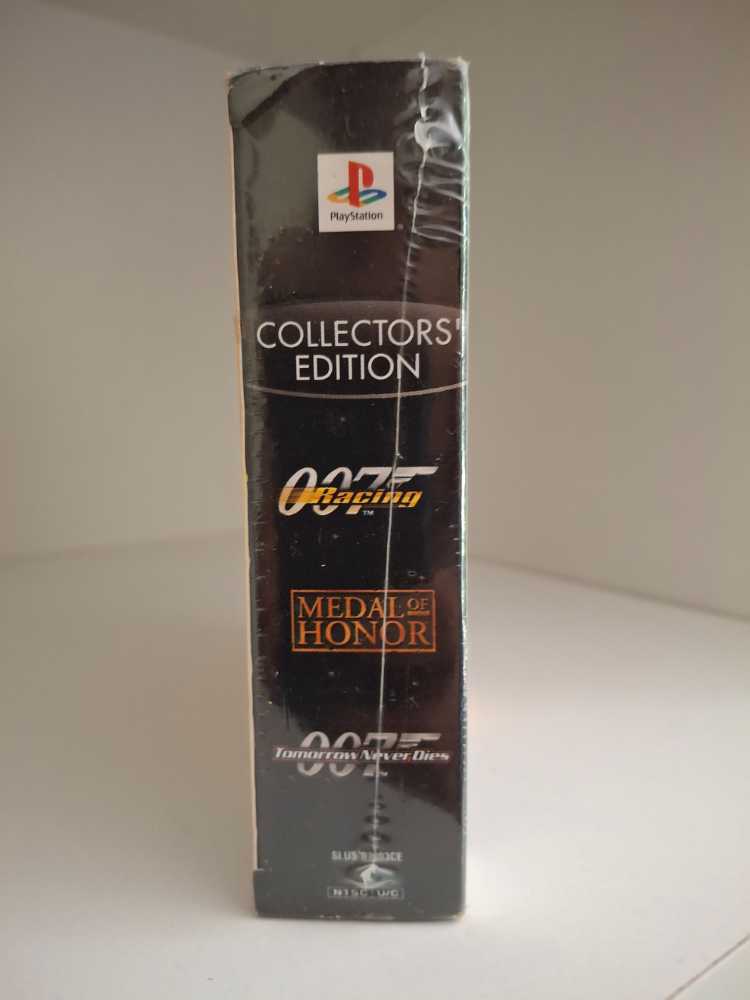 PlayStation
COLLECTORS'
EDITION
007
Racing
TM
MEDAL OF
HONOR
007
Tomorrow Never Dies
NTSC U/C